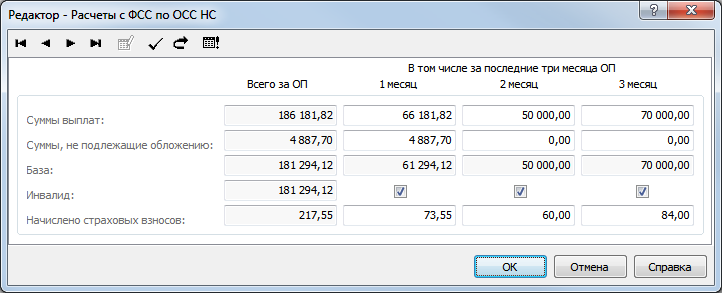 Редактор - Расчеты с ФСС по ОСС НС
В том числе за последние три месяца ОП
Всего за ОП 1 месяц 2 месяц 3 месяц
Суммы выплат: 186 181,82 66 181,82 50 000,00 70 000,00
Суммы, не подлежащие обложению: 4 887,70 4 887,70 0,00 0,00
База: 181 294,12 61 294,12 50 000,00 70 000,00
Инвалид: 181 294,12
Начислено страховых взносов: 217,55 73,55 60,00 84,00
OK Отмена Справка